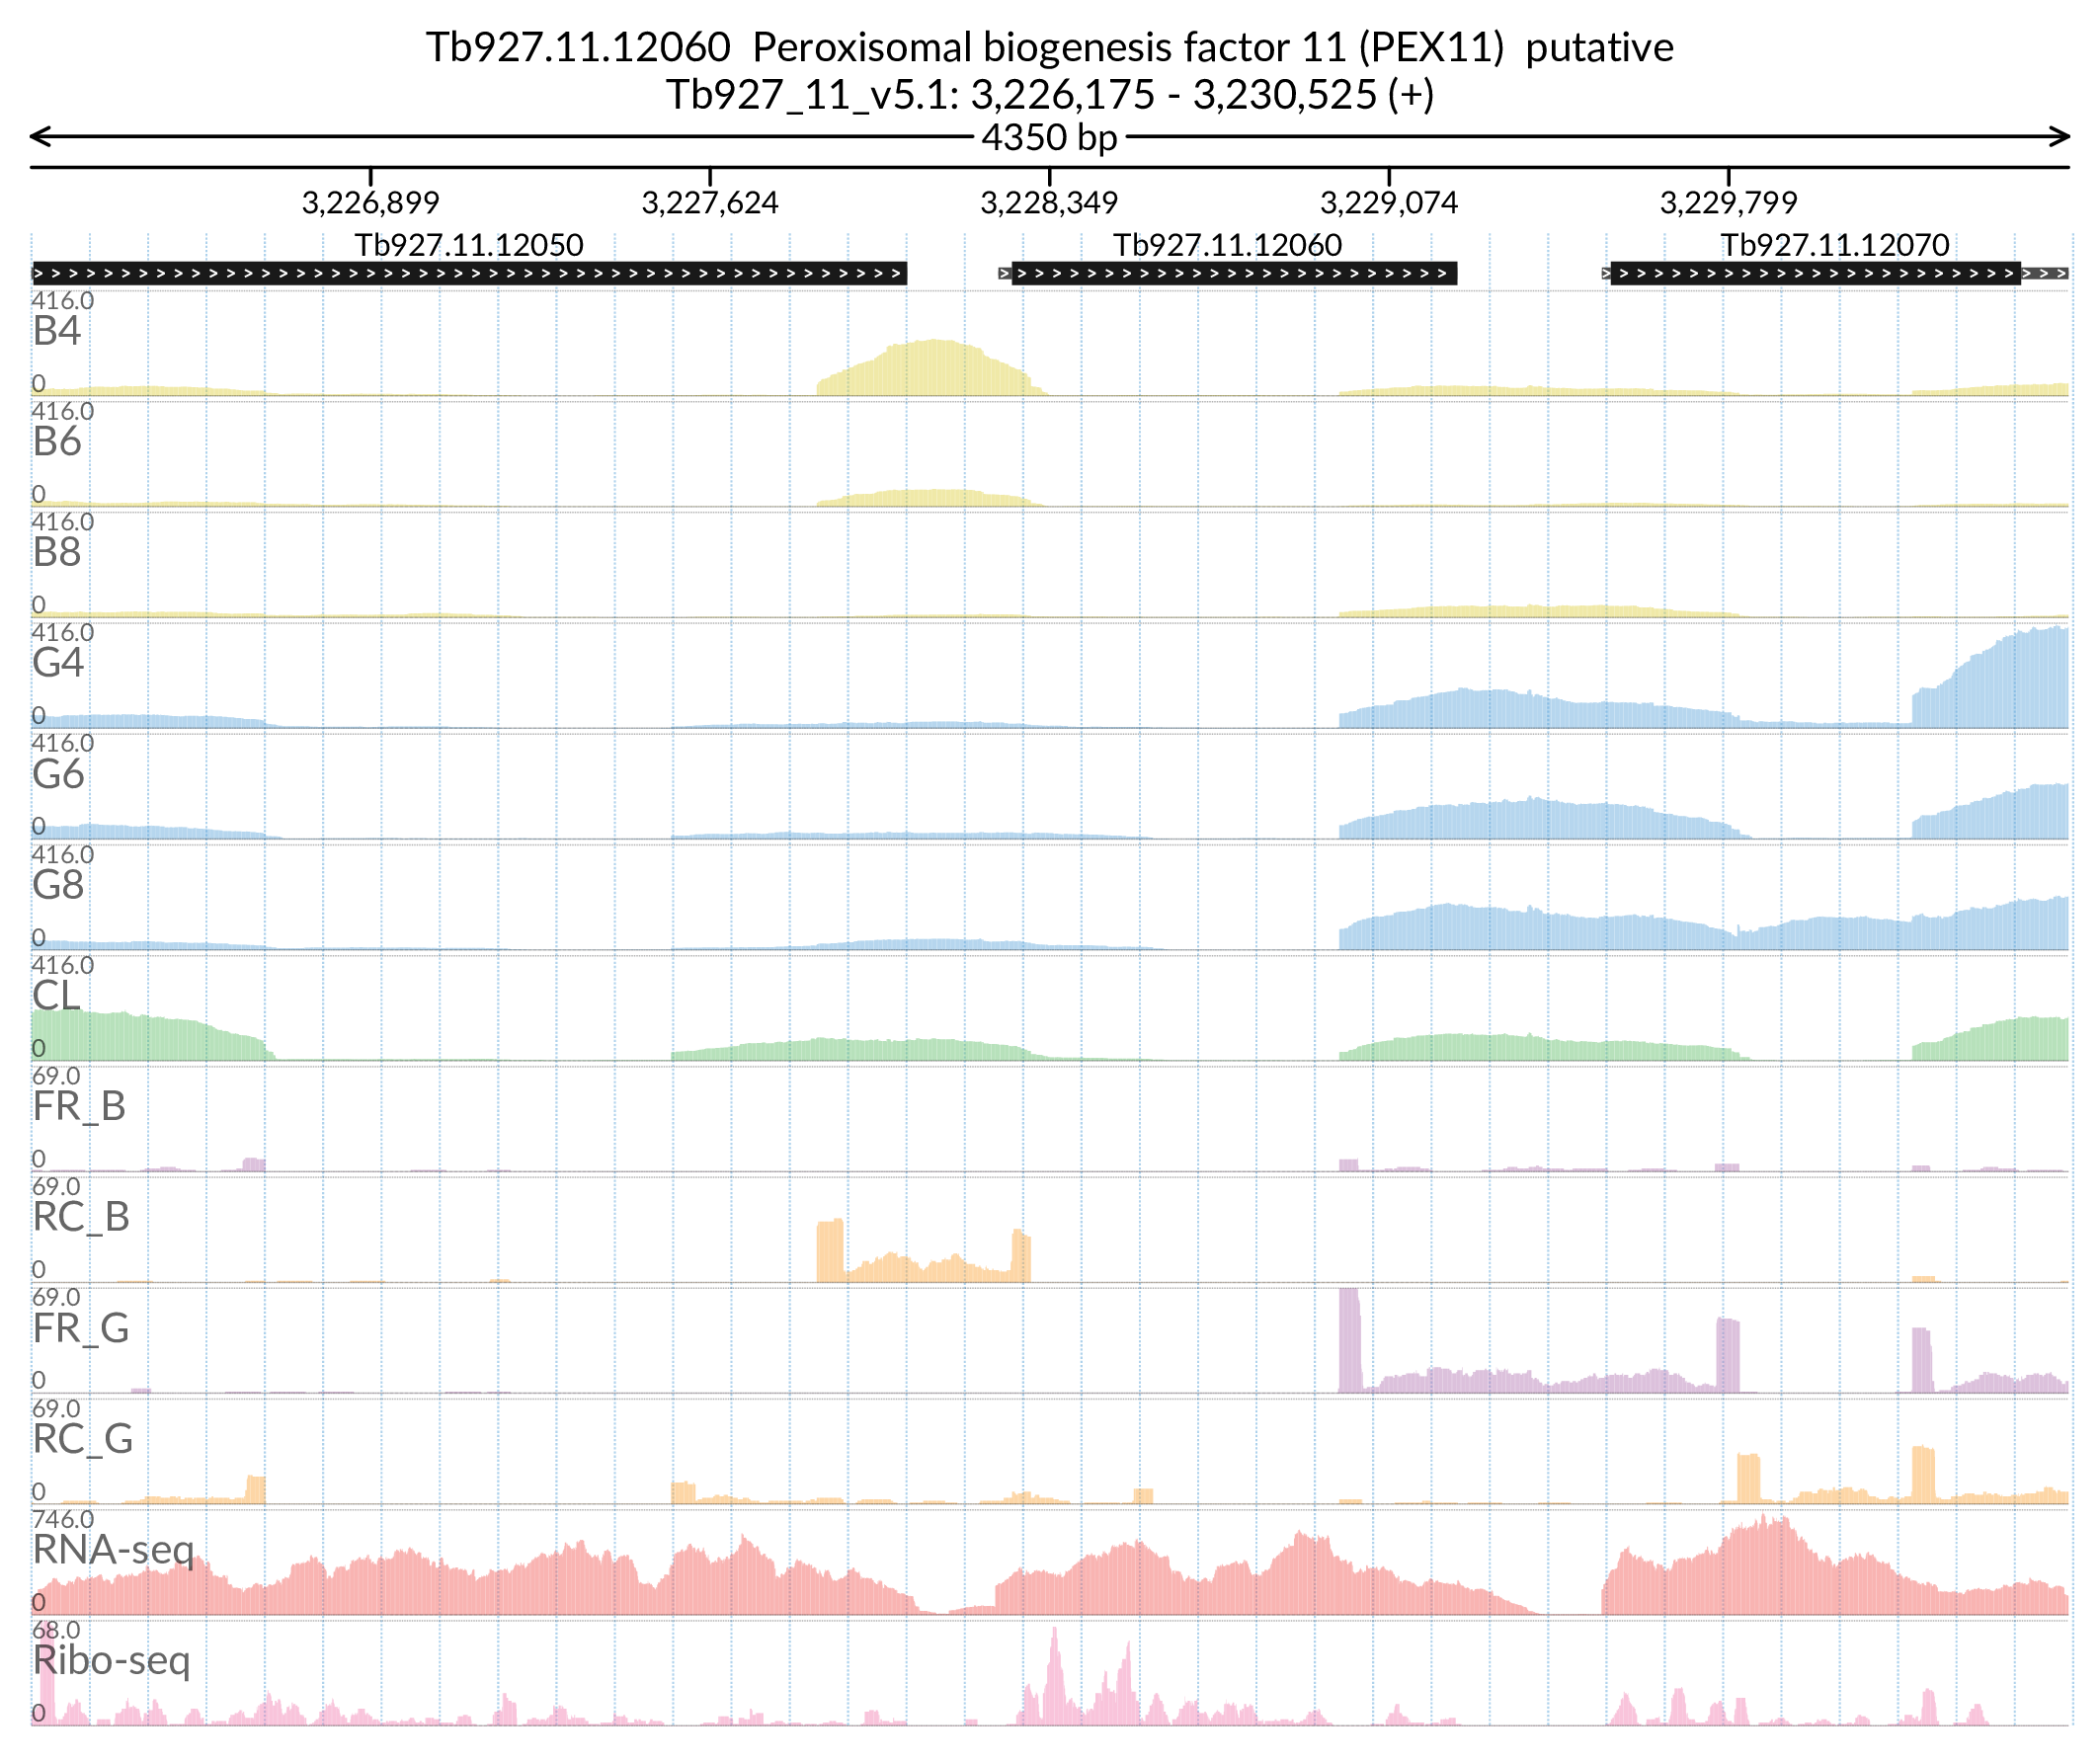 Tb927.11.12060 Peroxisomal biogenesis factor 11 (PEX11) putative
Tb927_11_v5.1: 3,226,175 - 3,230,525 (+)
4350 bp
3,226,899 3,227,624 3,228,349 3,229,074 3,229,799
Tb927.11.12050 Tb927.11.12060 Tb927.11.12070
416.0
B4
0
416.0
B6
0
416.0
B8
0
416.0
G4
0
416.0
G6
0
416.0
G8
0
416.0
CL
0
69.0
FR_B
0
69.0
RC_B
0
69.0
FR_G
0
69.0
RC_G
0
746.0
RNA-seq
0
68.0
Ribo-seq
0